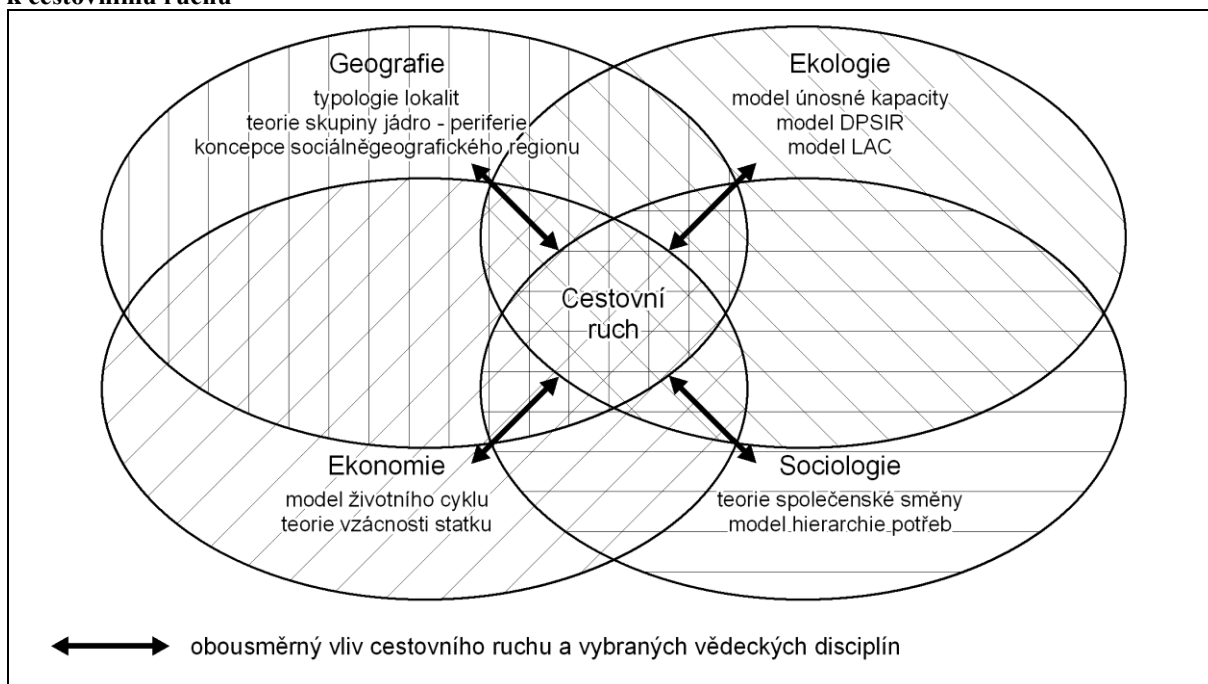 k cestovnímu ruchu
Geografie
typologie lokalit
teorie skupiny jádro - periferie
koncepce sociálněgeografického regionu
Ekologie
model únosné kapacity
model DPSIR
model LAC
Cestovní
ruch
Ekonomie
model životního cyklu
teorie vzácnosti statku
Sociologie
teorie společenské směny
model hierarchie potřeb
obousměrný vliv cestovního ruchu a vybraných vědeckých disciplín